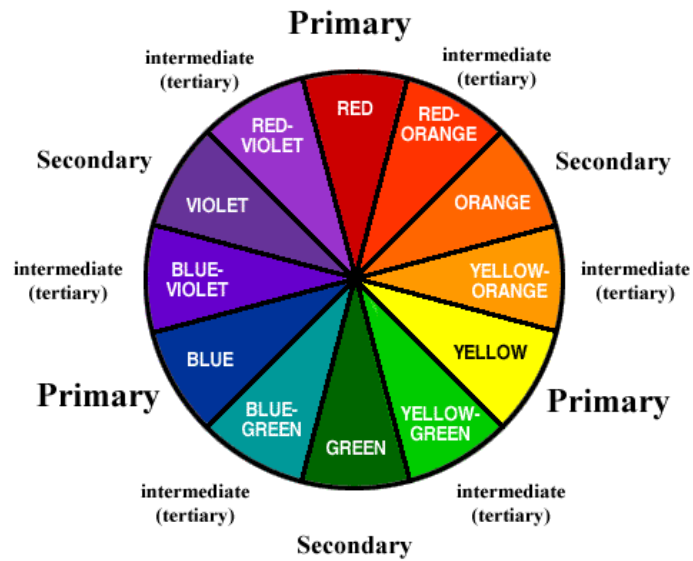 Primary
intermediate
(tertiary)
intermediate
(tertiary)
RED
RED-
VIOLET
RED-
ORANGE
Secondary
Secondary
VIOLET
ORANGE
intermediate
(tertiary)
BLUE-
VIOLET
YELLOW-
ORANGE
intermediate
(tertiary)
BLUE
YELLOW
Primary
Primary
BLUE-
GREEN
YELLOW-
GREEN
GREEN
intermediate
(tertiary)
intermediate
(tertiary)
Secondary